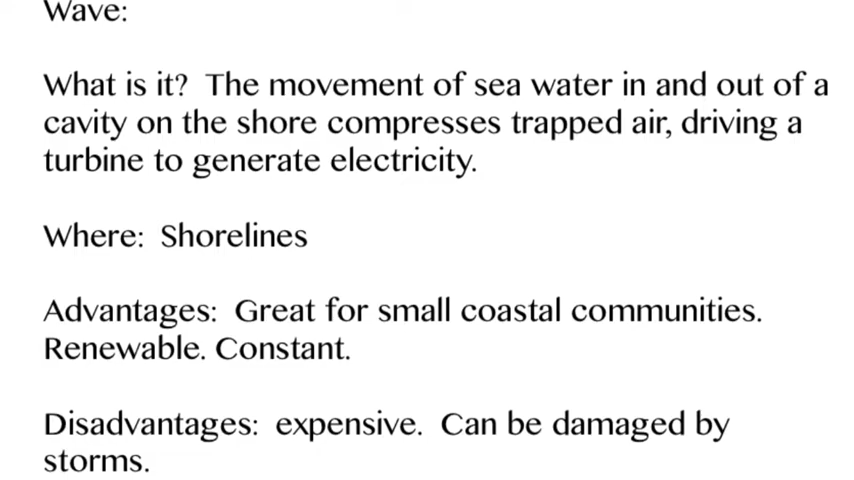 Wave:
What is it?  The movement of sea water in and out of a
cavity on the shore compresses trapped air, driving a
turbine to generate electricity.
Where:  Shorelines
Advantages:  Great for small coastal communities.
Renewable. Constant.
Disadvantages:  expensive.  Can be damaged by
storms.